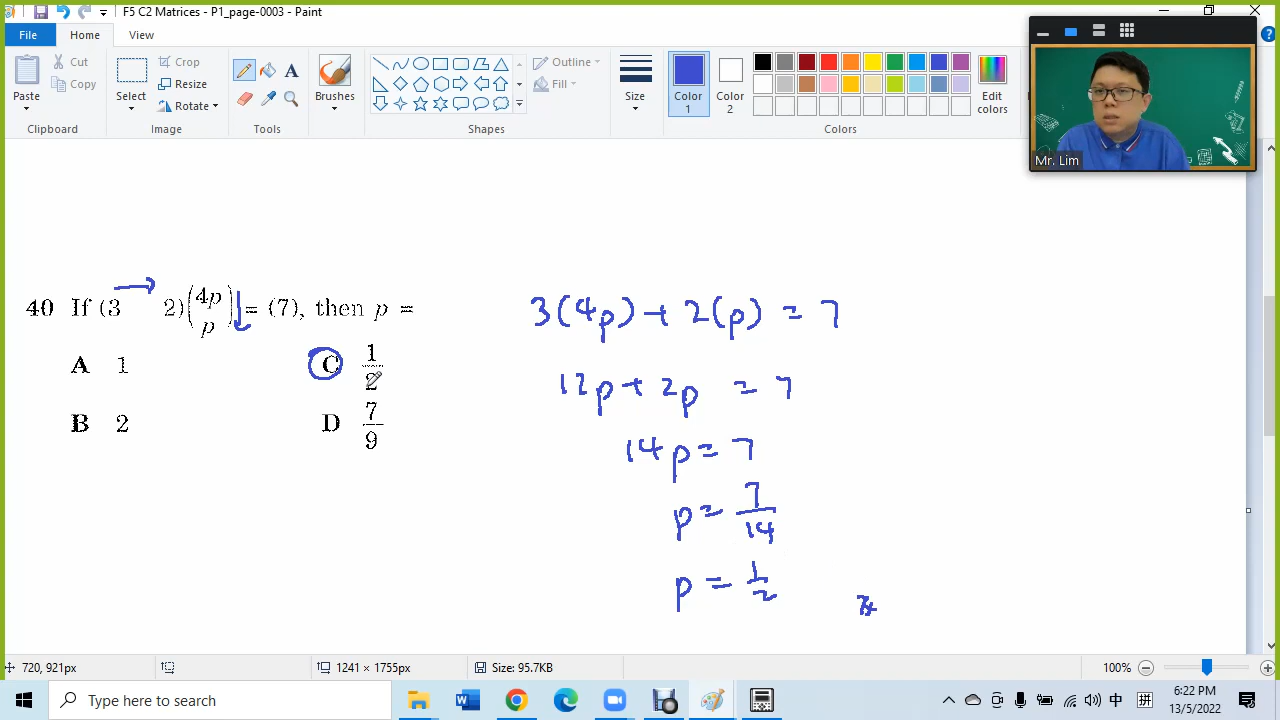 F5 C2 Matrices - P1_page-0003 - Paint
File Home View
Paste Cut Copy Clipboard
Select Crop Resize Rotate Image
A Tools
Brushes
Outline Fill Shapes
Size
Color 1 Color 2 Edit colors Colors
Mr. Lim
40 If (3 2)(4p p) = (7), then p =
A 1
C 1/2
B 2
D 7/9
3(4p) + 2(p) = 7
12p + 2p = 7
14p = 7
p = 7/14
p = 1/2
720, 921px 1241 × 1755px Size: 95.7KB 100%
Type here to search
W
中 拼
6:22 PM
13/5/2022